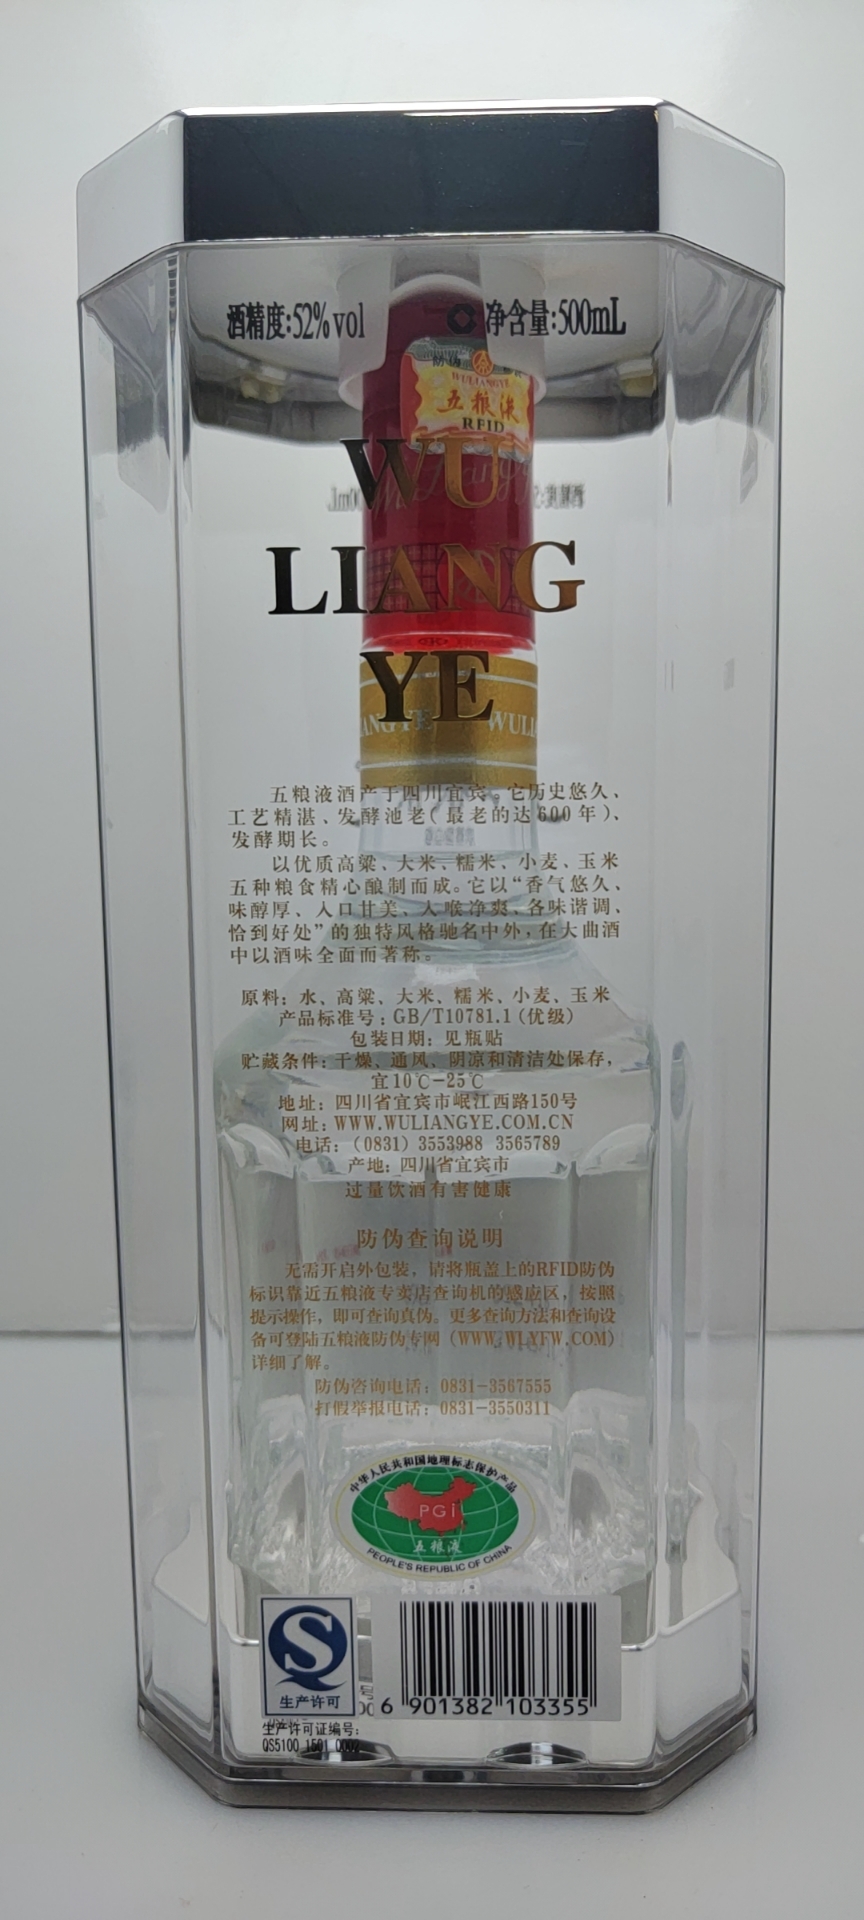 酒精度:52%vol
净含量:500mL
防伪
WULIANGYE
五粮液
RFID
WU
LIANG
YE
五粮液酒产于四川宜宾。它历史悠久、
工艺精湛、发酵池老(最老的达600年)、
发酵期长。
以优质高粱、大米、糯米、小麦、玉米
五种粮食精心酿制而成。它以“香气悠久、
味醇厚、入口甘美、入喉净爽、各味谐调、
恰到好处”的独特风格驰名中外,在大曲酒
中以酒味全面而著称。
原料:水、高粱、大米、糯米、小麦、玉米
产品标准号:GB/T10781.1(优级)
包装日期:见瓶贴
贮藏条件:干燥、通风、阴凉和清洁处保存,
宜10℃-25℃
地址:四川省宜宾市岷江西路150号
网址:WWW.WULIANGYE.COM.CN
电话:(0831)3553988 3565789
产地:四川省宜宾市
过量饮酒有害健康
防伪查询说明
无需开启外包装,请将瓶盖上的RFID防伪
标识靠近五粮液专卖店查询机的感应区,按照
提示操作,即可查询真伪。更多查询方法和查询设
备可登陆五粮液防伪专网(WWW.WLYFW.COM)
详细了解。
防伪咨询电话:0831-3567555
打假举报电话:0831-3550311
中华人民共和国地理标志保护产品
PGI
五粮液
PEOPLE'S REPUBLIC OF CHINA
S
生产许可
6 901382 103355
生产许可证编号:
QS5100 1501 0002